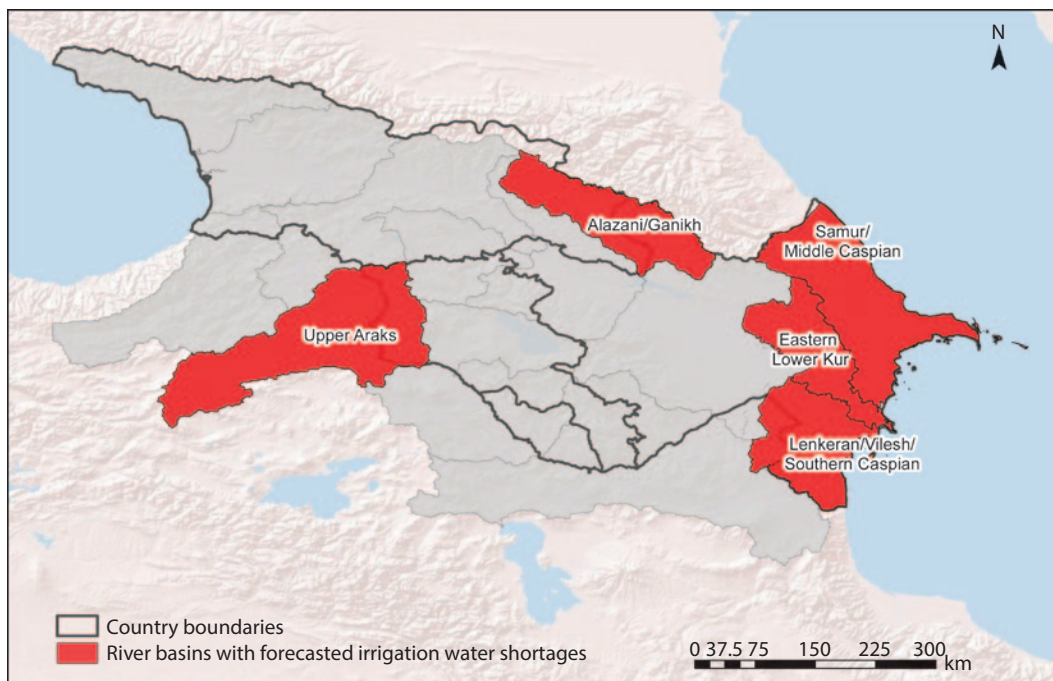 N
Alazani/Ganikh
Samur/
Middle Caspian
Upper Araks
Eastern
Lower Kur
Lenkeran/Vilesh/
Southern Caspian
Country boundaries
River basins with forecasted irrigation water shortages
0 37.5 75 150 225 300
km